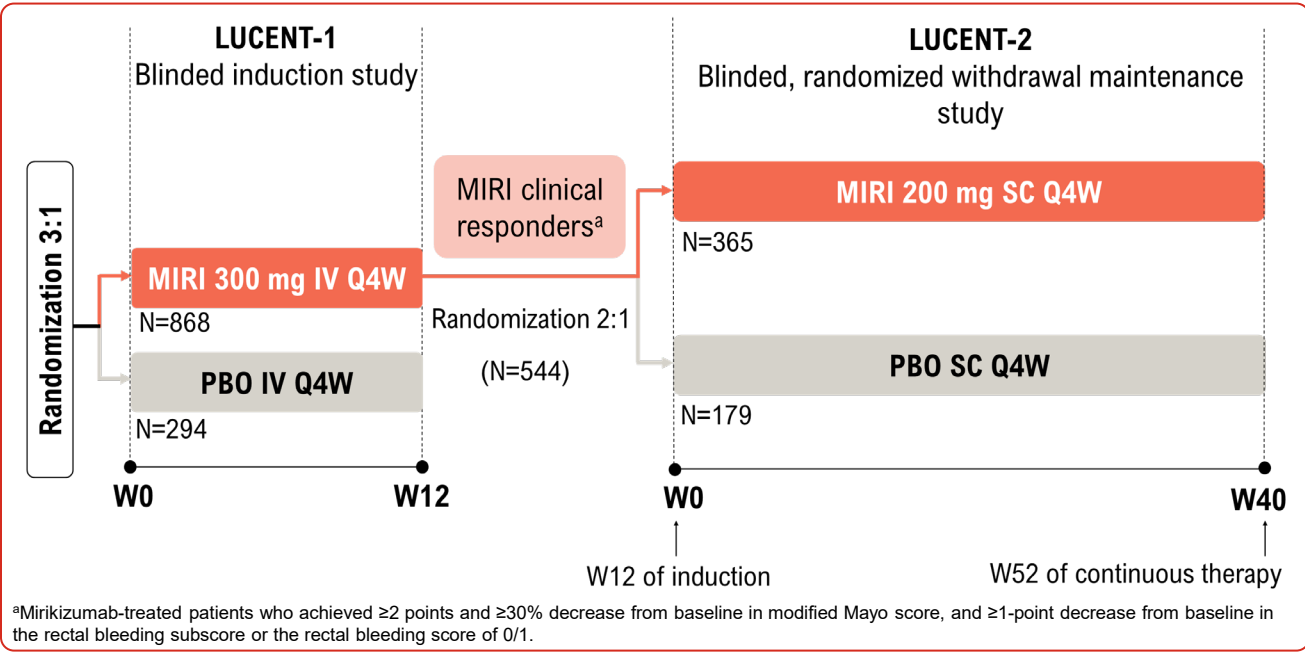 LUCENT-1
Blinded induction study
LUCENT-2
Blinded, randomized withdrawal maintenance
study
Randomization 3:1
MIRI 300 mg IV Q4W
N=868
PBO IV Q4W
N=294
W0
W12
MIRI clinical
respondersᵃ
Randomization 2:1
(N=544)
MIRI 200 mg SC Q4W
N=365
PBO SC Q4W
N=179
W0
W40
W12 of induction
W52 of continuous therapy
ᵃMirikizumab-treated patients who achieved ≥2 points and ≥30% decrease from baseline in modified Mayo score, and ≥1-point decrease from baseline in
the rectal bleeding subscore or the rectal bleeding score of 0/1.